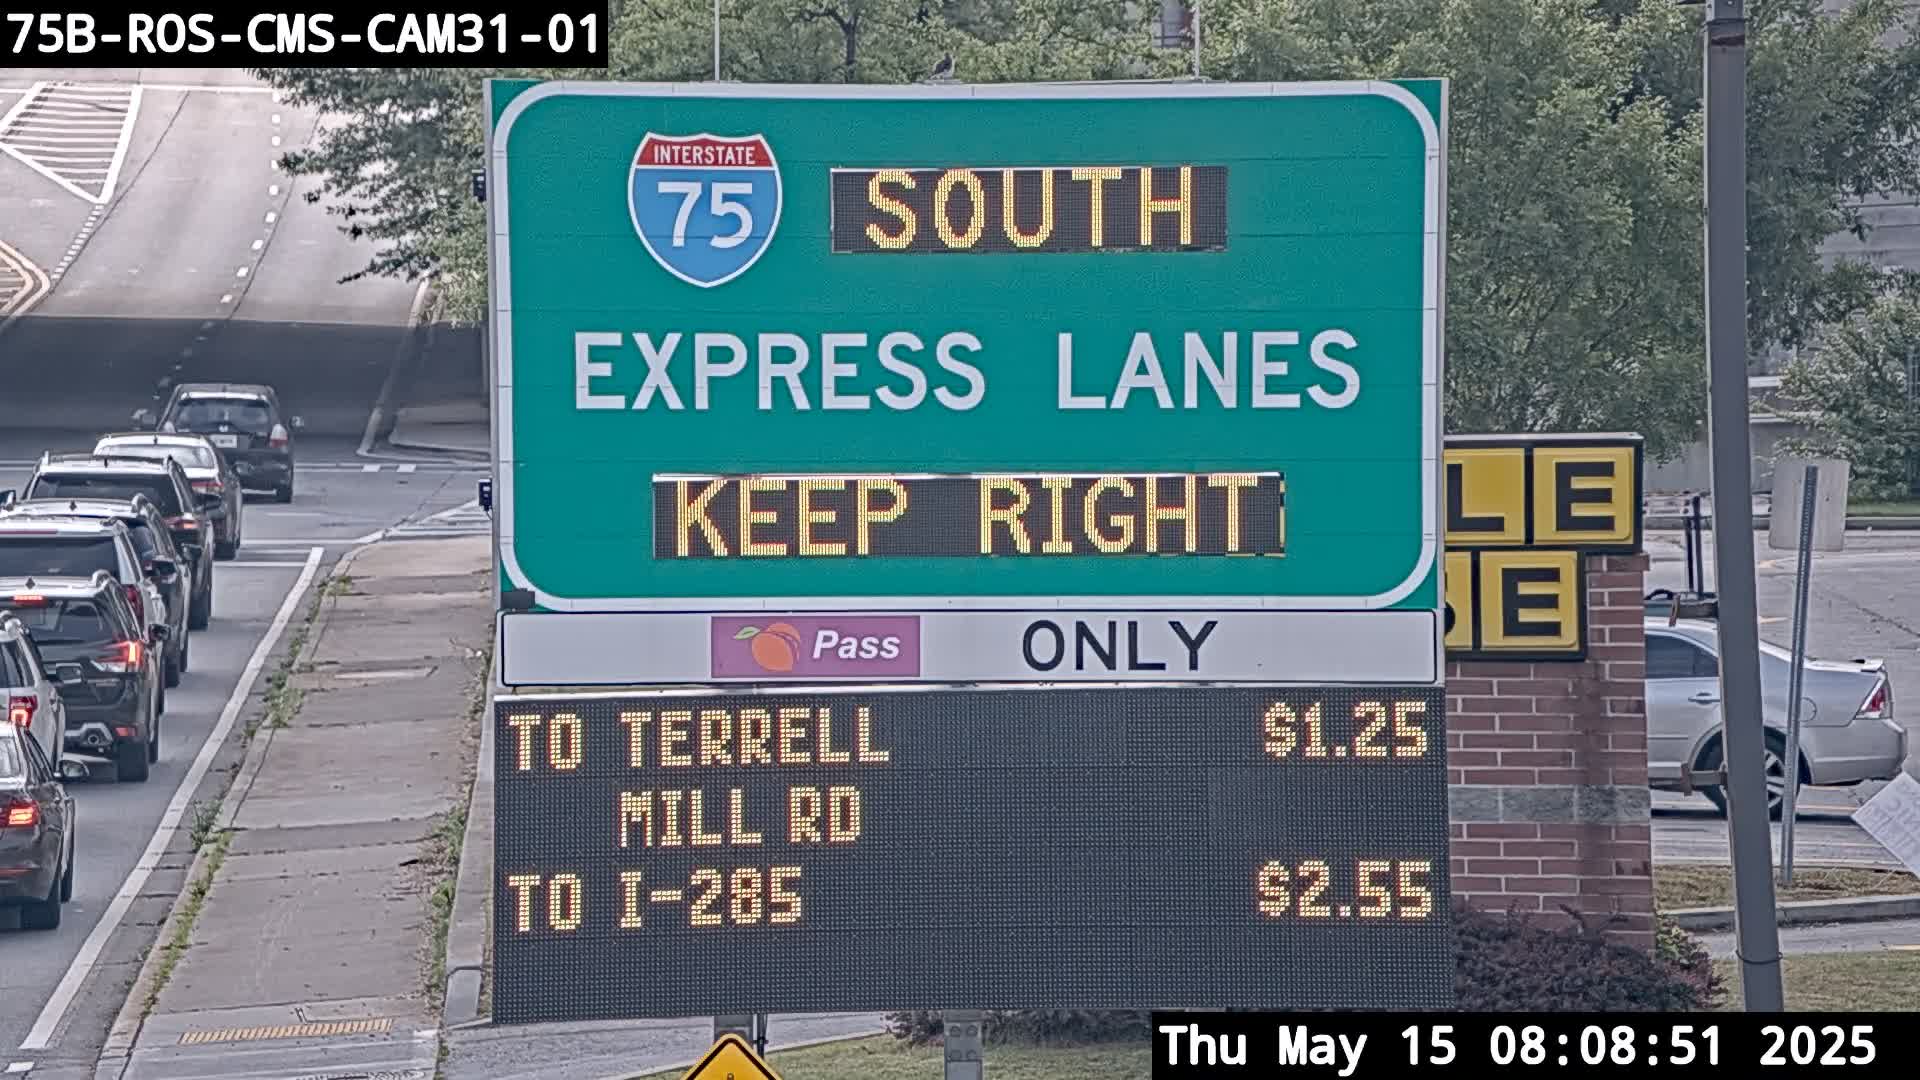 75B-ROS-CMS-CAM31-01
INTERSTATE
75
SOUTH
EXPRESS LANES
KEEP RIGHT
LE
E
Pass ONLY
TO TERRELL $1.25
MILL RD
TO I-285 $2.55
Thu May 15 08:08:51 2025